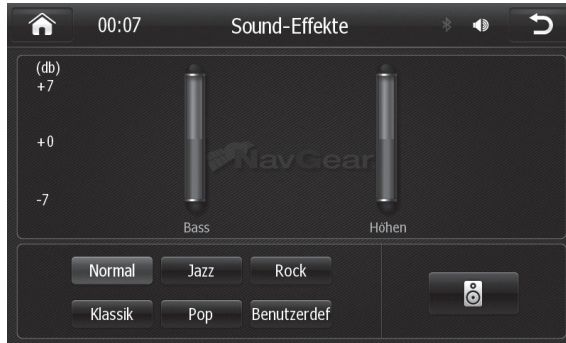 00:07 Sound-Effekte
(db)
+7
+0
-7
NavGear
Bass Höhen
Normal Jazz Rock
Klassik Pop Benutzerdef